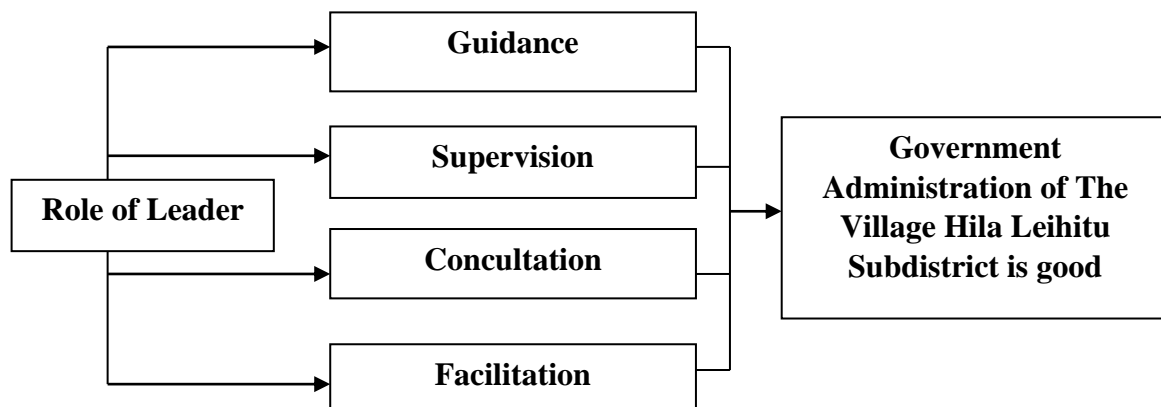 Guidance
Supervision
Role of Leader
Concultation
Facilitation
Government
Administration of The
Village Hila Leihitu
Subdistrict is good